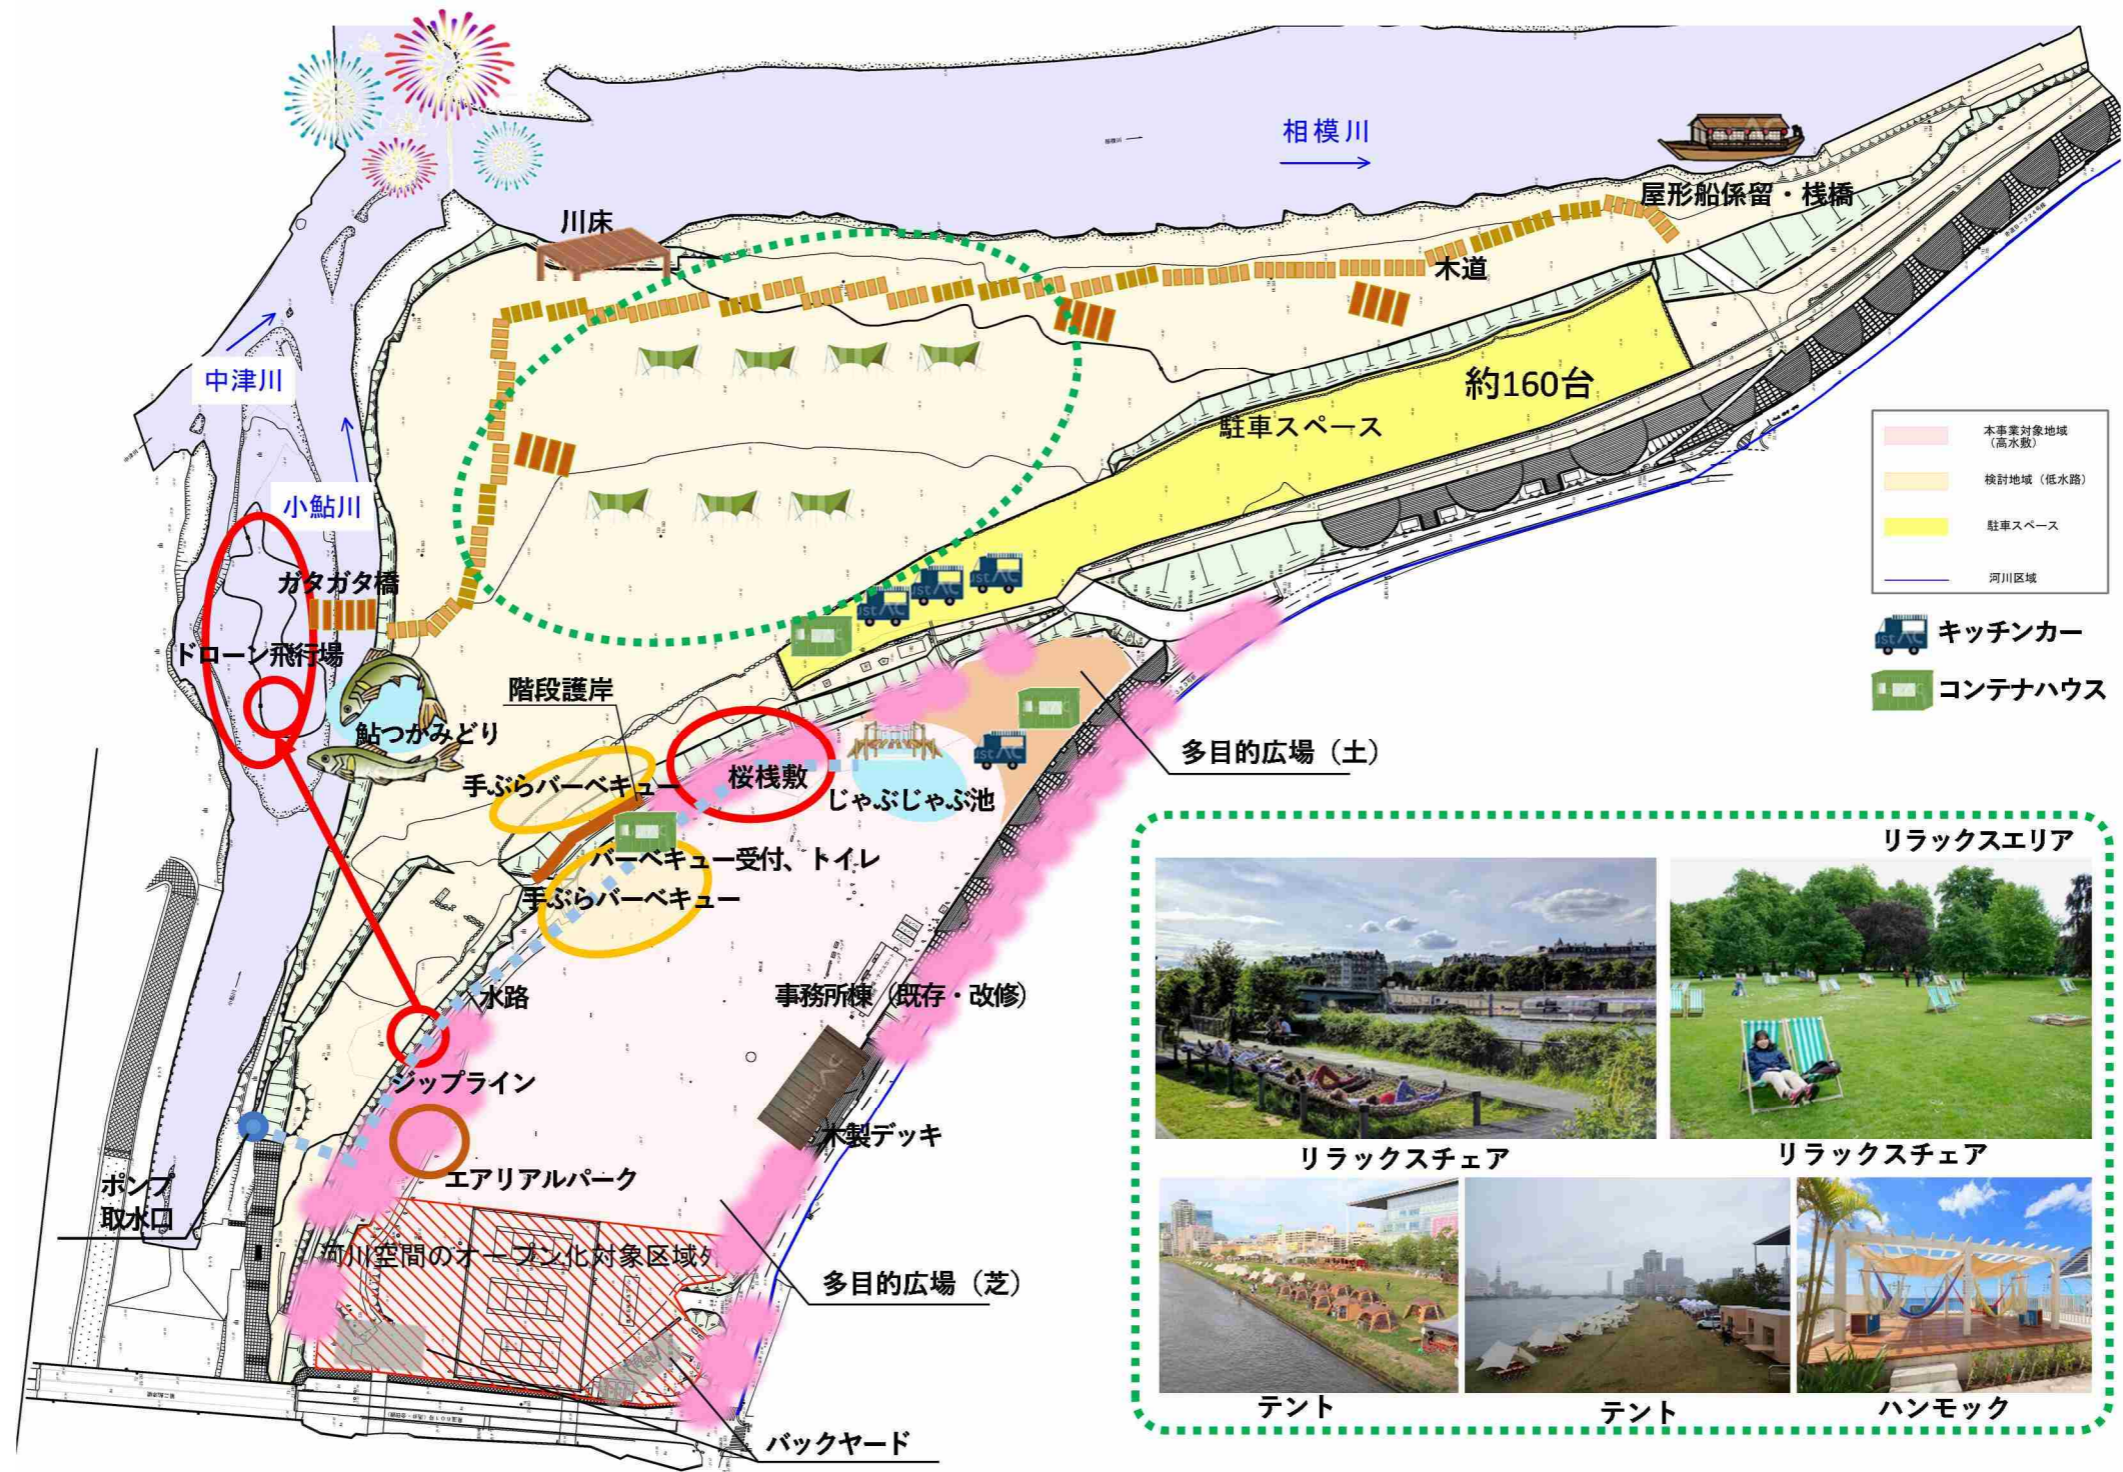 相模川
屋形船係留・桟橋
川床
木道
中津川
約160台
駐車スペース
小鮎川
ガタガタ橋
ドローン飛行場
鮎つかみどり
階段護岸
手ぶらバーベキュー
桜桟敷
じゃぶじゃぶ池
多目的広場（土）
バーベキュー受付、トイレ
手ぶらバーベキュー
水路
事務所棟（既存・改修）
ジップライン
木製デッキ
エアリアルパーク
ポンプ
取水口
河川空間のオープン化対象区域外
多目的広場（芝）
バックヤード
本事業対象地域
（高水敷）
検討地域（低水路）
駐車スペース
河川区域
キッチンカー
コンテナハウス
リラックスエリア
リラックスチェア
リラックスチェア
テント
テント
ハンモック